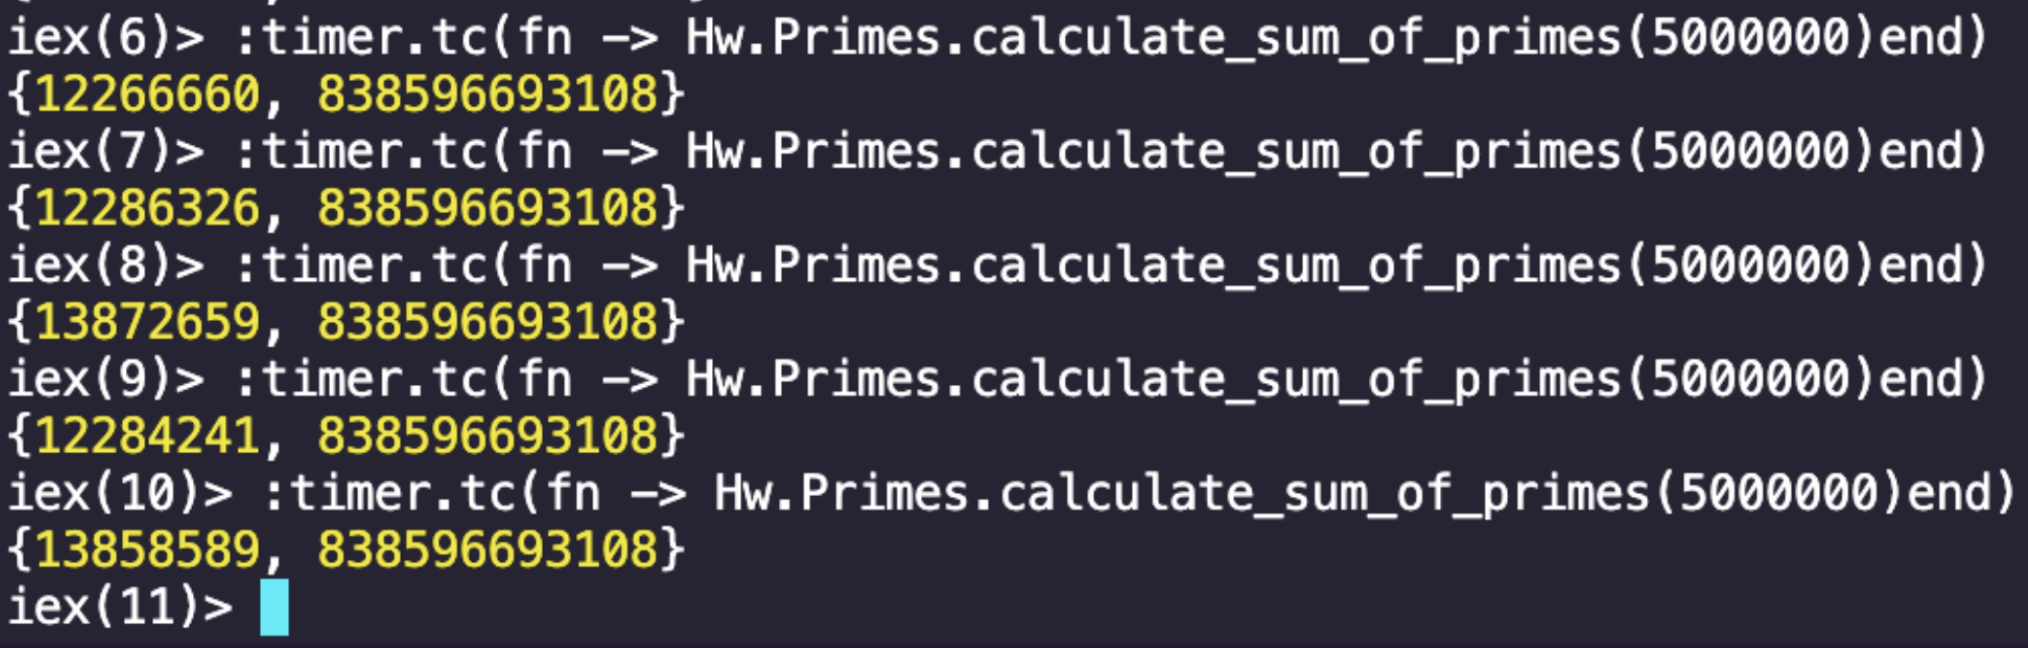 iex(6)> :timer.tc(fn -> Hw.Primes.calculate_sum_of_primes(5000000)end)
{12266660, 838596693108}
iex(7)> :timer.tc(fn -> Hw.Primes.calculate_sum_of_primes(5000000)end)
{12286326, 838596693108}
iex(8)> :timer.tc(fn -> Hw.Primes.calculate_sum_of_primes(5000000)end)
{13872659, 838596693108}
iex(9)> :timer.tc(fn -> Hw.Primes.calculate_sum_of_primes(5000000)end)
{12284241, 838596693108}
iex(10)> :timer.tc(fn -> Hw.Primes.calculate_sum_of_primes(5000000)end)
{13858589, 838596693108}
iex(11)>